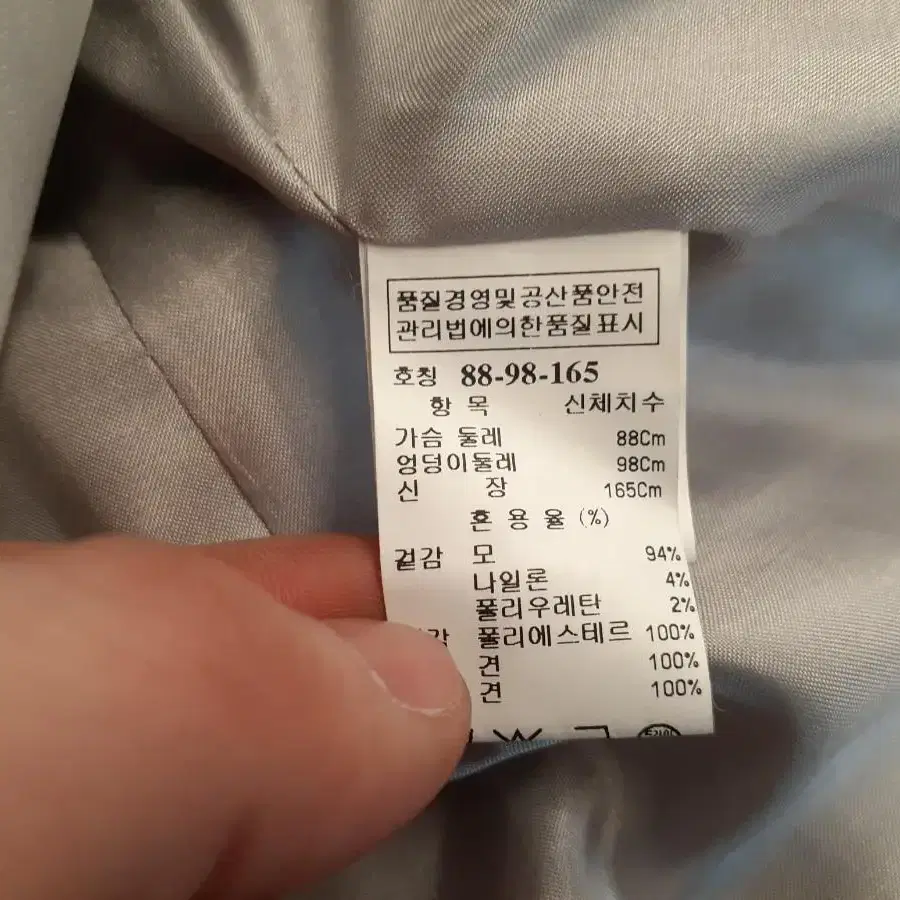 품질경영및공산품안전
관리법에의한품질표시
호칭 88-98-165
항 목 신체치수
가슴 둘레 88Cm
엉덩이둘레 98Cm
신 장 165Cm
혼 용 율 (%)
겉감 모 94%
나일론 4%
폴리우레탄 2%
폴리에스테르 100%
견 100%
견 100%